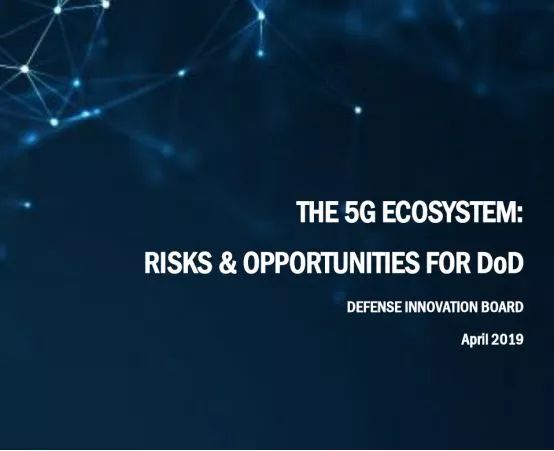 THE 5G ECOSYSTEM:
RISKS & OPPORTUNITIES FOR DoD
DEFENSE INNOVATION BOARD
April 2019